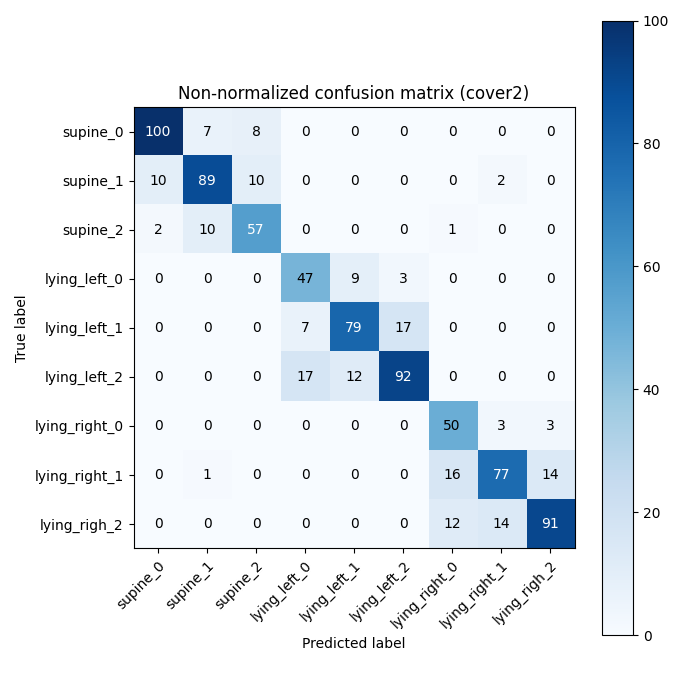 Non-normalized confusion matrix (cover2)
True label
supine_0 100 7 8 0 0 0 0 0 0
supine_1 10 89 10 0 0 0 0 2 0
supine_2 2 10 57 0 0 0 1 0 0
lying_left_0 0 0 0 47 9 3 0 0 0
lying_left_1 0 0 0 7 79 17 0 0 0
lying_left_2 0 0 0 17 12 92 0 0 0
lying_right_0 0 0 0 0 0 0 50 3 3
lying_right_1 0 1 0 0 0 0 16 77 14
lying_righ_2 0 0 0 0 0 0 12 14 91
supine_0 supine_1 supine_2 lying_left_0 lying_left_1 lying_left_2 lying_right_0 lying_right_1 lying_righ_2
Predicted label
100
80
60
40
20
0